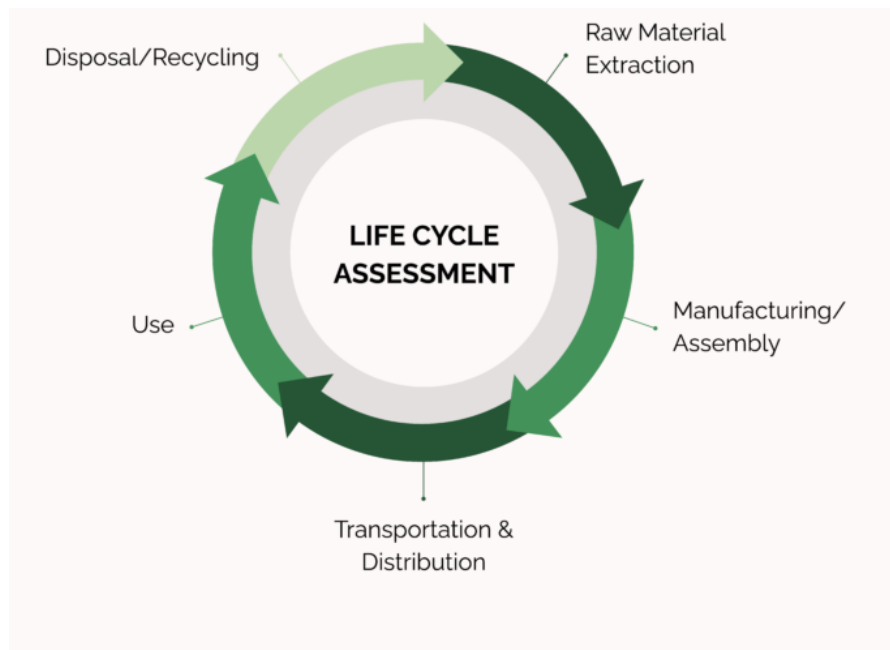 Disposal/Recycling
Raw Material
Extraction
LIFE CYCLE
ASSESSMENT
Use
Manufacturing/
Assembly
Transportation &
Distribution